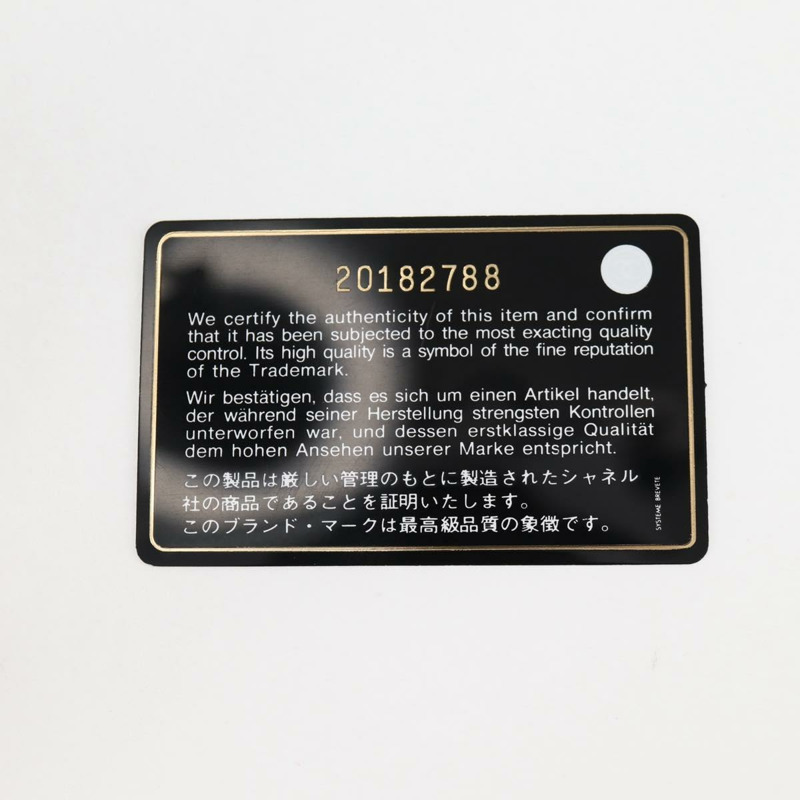 20182788
We certify the authenticity of this item and confirm
that it has been subjected to the most exacting quality
control. Its high quality is a symbol of the fine reputation
of the Trademark.
Wir bestätigen, dass es sich um einen Artikel handelt,
der während seiner Herstellung strengsten Kontrollen
unterworfen war, und dessen erstklassige Qualität
dem hohen Ansehen unserer Marke entspricht.
この製品は厳しい管理のもとに製造されたシャネル
社の商品であることを証明いたします。
このブランド・マークは最高級品質の象徴です。
SYSTEME BREVETE